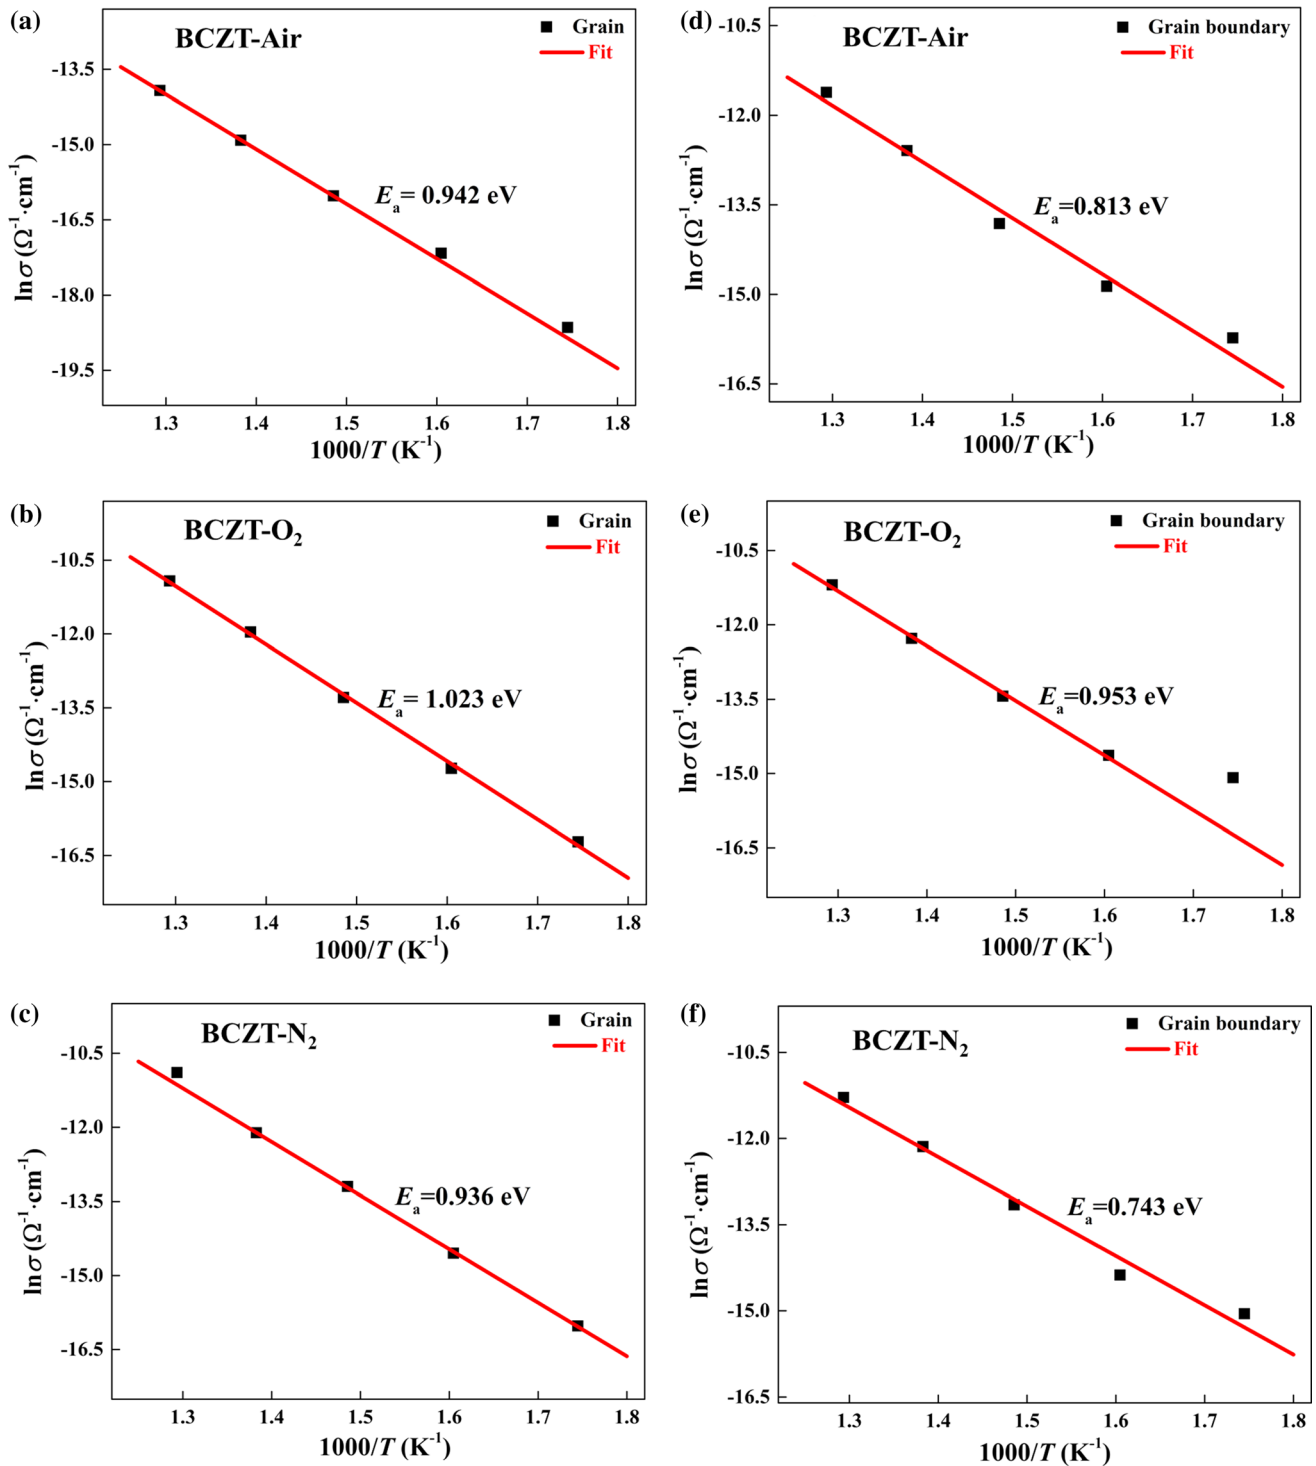 (a)
BCZT-Air
Grain
Fit
-13.5
-15.0
-16.5
-18.0
-19.5
Eₐ= 0.942 eV
lnσ (Ω⁻¹·cm⁻¹)
1.3 1.4 1.5 1.6 1.7 1.8
1000/T (K⁻¹)
(d)
BCZT-Air
Grain boundary
Fit
-10.5
-12.0
-13.5
-15.0
-16.5
Eₐ=0.813 eV
lnσ (Ω⁻¹·cm⁻¹)
1.3 1.4 1.5 1.6 1.7 1.8
1000/T (K⁻¹)
(b)
BCZT-O₂
Grain
Fit
-10.5
-12.0
-13.5
-15.0
-16.5
Eₐ= 1.023 eV
lnσ (Ω⁻¹·cm⁻¹)
1.3 1.4 1.5 1.6 1.7 1.8
1000/T (K⁻¹)
(e)
BCZT-O₂
Grain boundary
Fit
-10.5
-12.0
-13.5
-15.0
-16.5
Eₐ=0.953 eV
lnσ (Ω⁻¹·cm⁻¹)
1.3 1.4 1.5 1.6 1.7 1.8
1000/T (K⁻¹)
(c)
BCZT-N₂
Grain
Fit
-10.5
-12.0
-13.5
-15.0
-16.5
Eₐ=0.936 eV
lnσ (Ω⁻¹·cm⁻¹)
1.3 1.4 1.5 1.6 1.7 1.8
1000/T (K⁻¹)
(f)
BCZT-N₂
Grain boundary
Fit
-10.5
-12.0
-13.5
-15.0
-16.5
Eₐ=0.743 eV
lnσ (Ω⁻¹·cm⁻¹)
1.3 1.4 1.5 1.6 1.7 1.8
1000/T (K⁻¹)